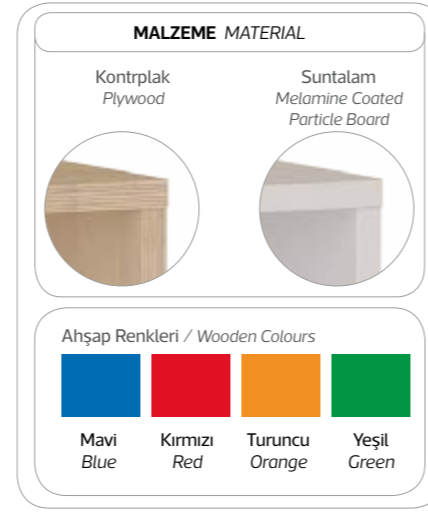 MALZEME MATERIAL
Kontrplak
Plywood
Suntalam
Melamine Coated
Particle Board
Ahşap Renkleri / Wooden Colours
Mavi
Blue
Kırmızı
Red
Turuncu
Orange
Yeşil
Green